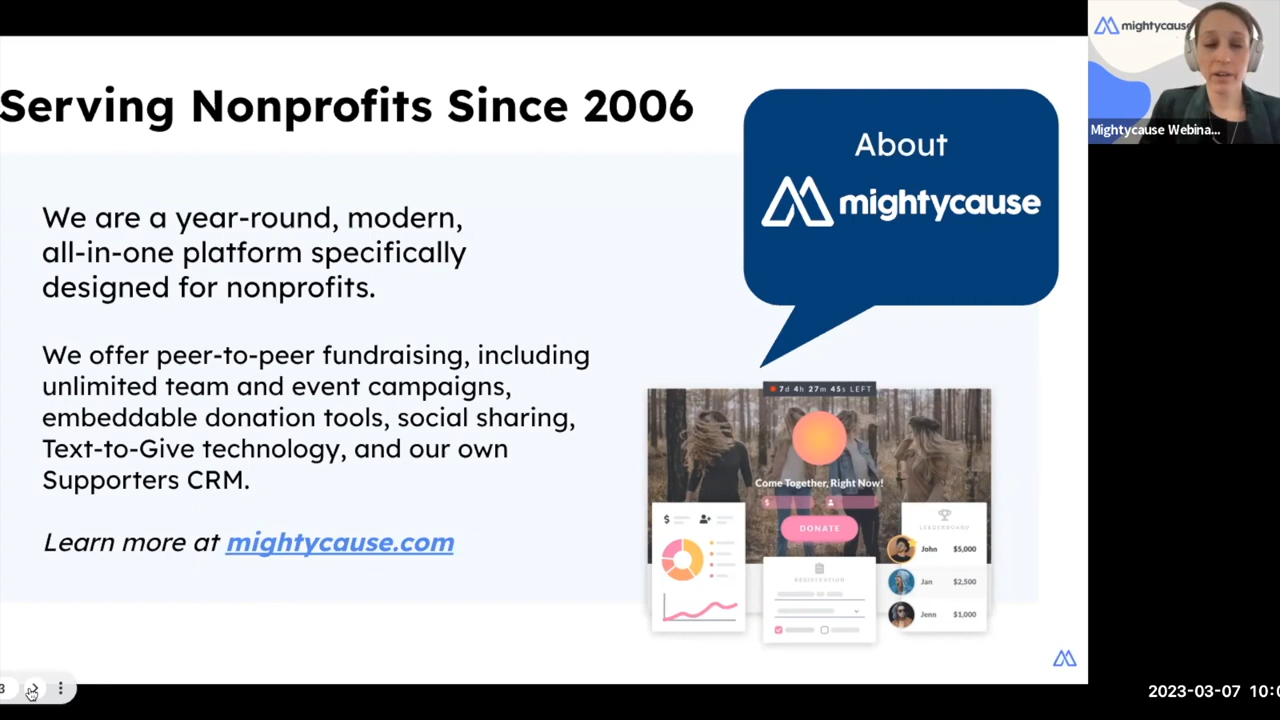 Serving Nonprofits Since 2006
We are a year-round, modern,
all-in-one platform specifically
designed for nonprofits.
We offer peer-to-peer fundraising, including
unlimited team and event campaigns,
embeddable donation tools, social sharing,
Text-to-Give technology, and our own
Supporters CRM.
Learn more at mightycause.com
About
mightycause
7d 4h 27m 45s LEFT
Come Together, Right Now!
$
DONATE
$
REGISTRATION
LEADERBOARD
John $5,000
Jan $2,500
Jenn $1,000
mightycause
Mightycause Webina...
3
2023-03-07 10:0